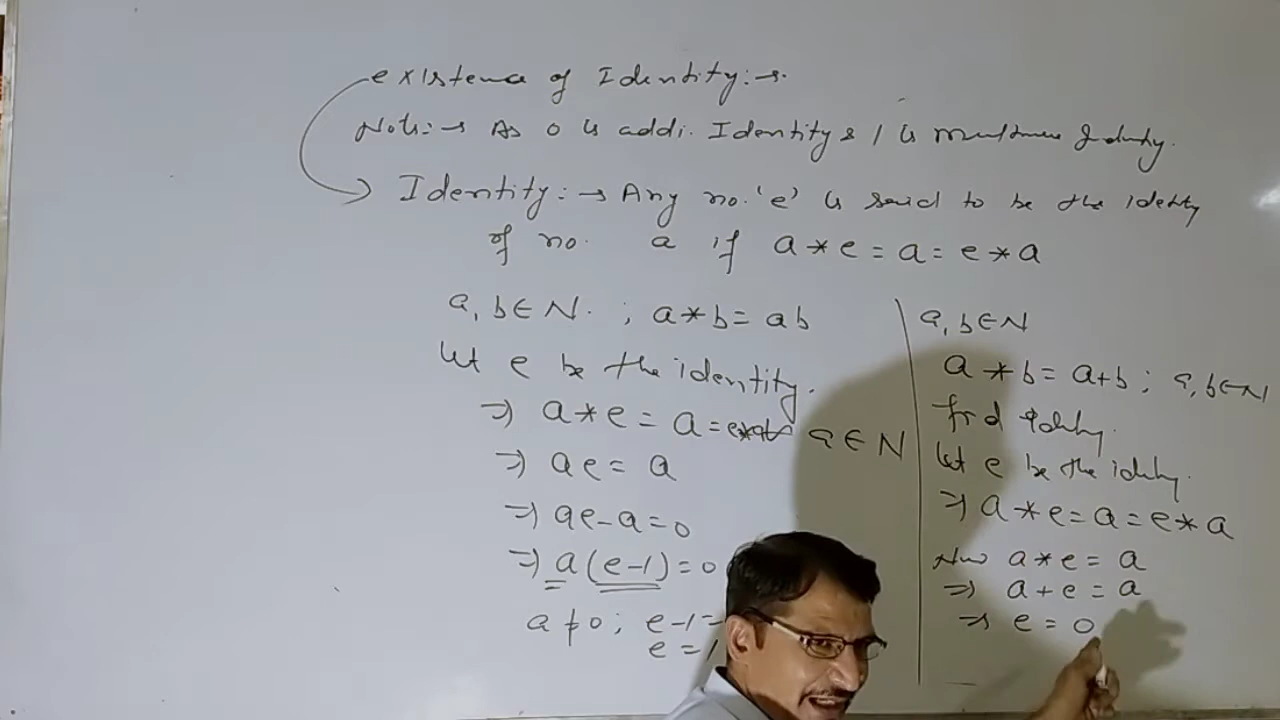 existence of Identity:→
Note:→ As 0 is addi. Identity & 1 is Identity.
Identity:→ Any no. 'e' is said to be the idetity
of no. a if a * e = a = e * a
a, b ∈ N. ; a * b = ab
let e be the identity.
⇒ a * e = a = e*a a ∈ N
⇒ ae = a
⇒ ae - a = 0
⇒ a (e-1) = 0
a ≠ 0 ; e-1 =
e = 1
a, b ∈ N
a * b = a+b ; a, b ∈ N
find identity.
let e be the identity.
⇒ a * e = a = e * a
Now a * e = a
⇒ a + e = a
⇒ e = 0